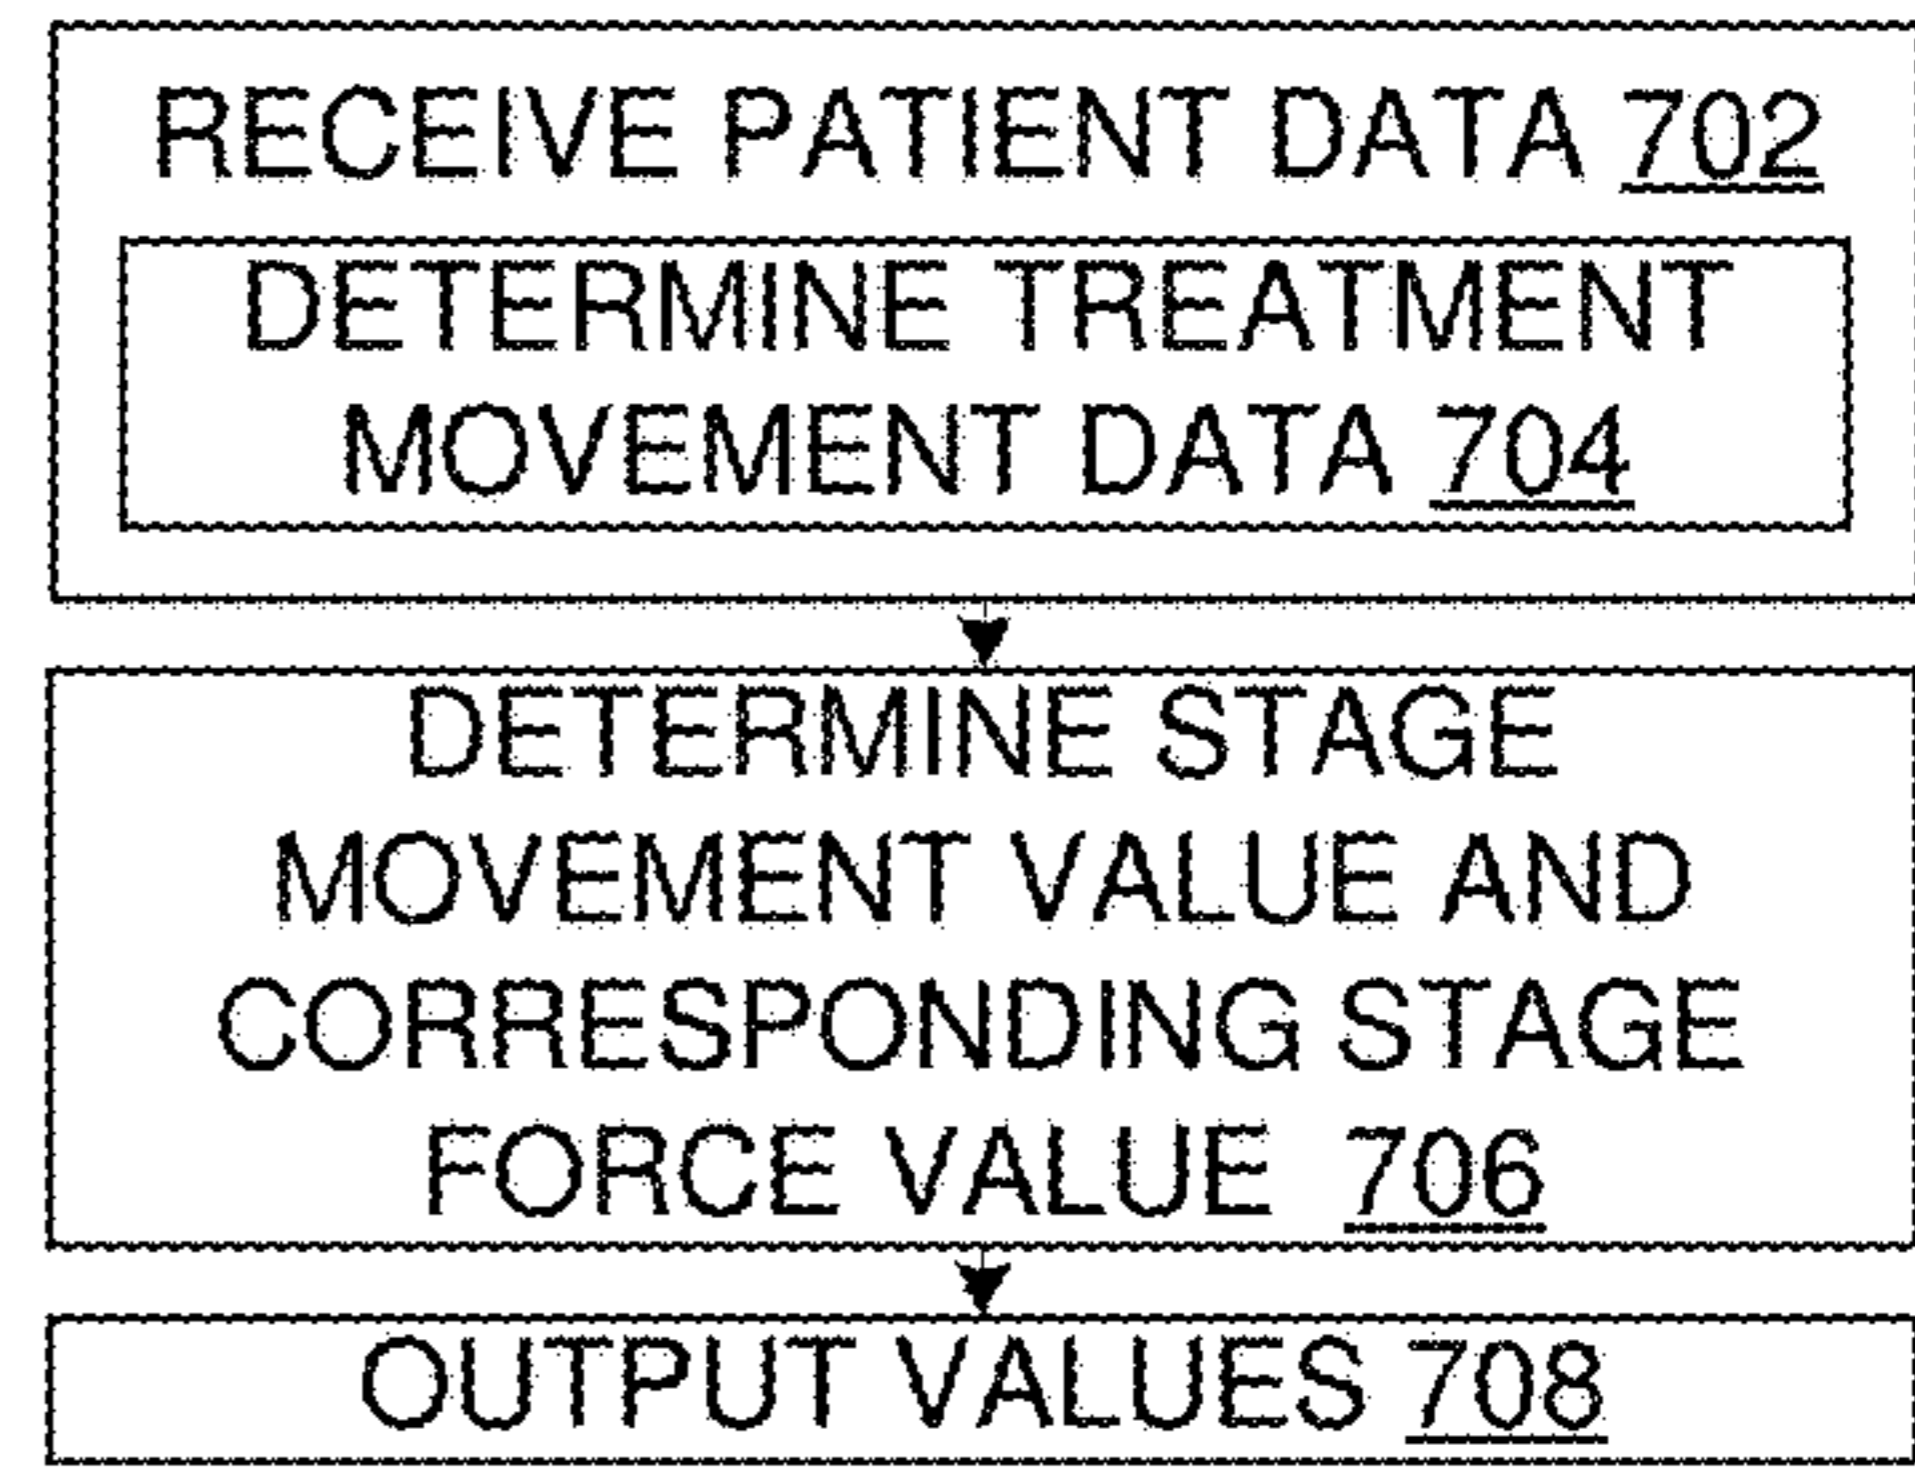 RECEIVE PATIENT DATA 702
DETERMINE TREATMENT
MOVEMENT DATA 704
DETERMINE STAGE
MOVEMENT VALUE AND
CORRESPONDING STAGE
FORCE VALUE 706
OUTPUT VALUES 708